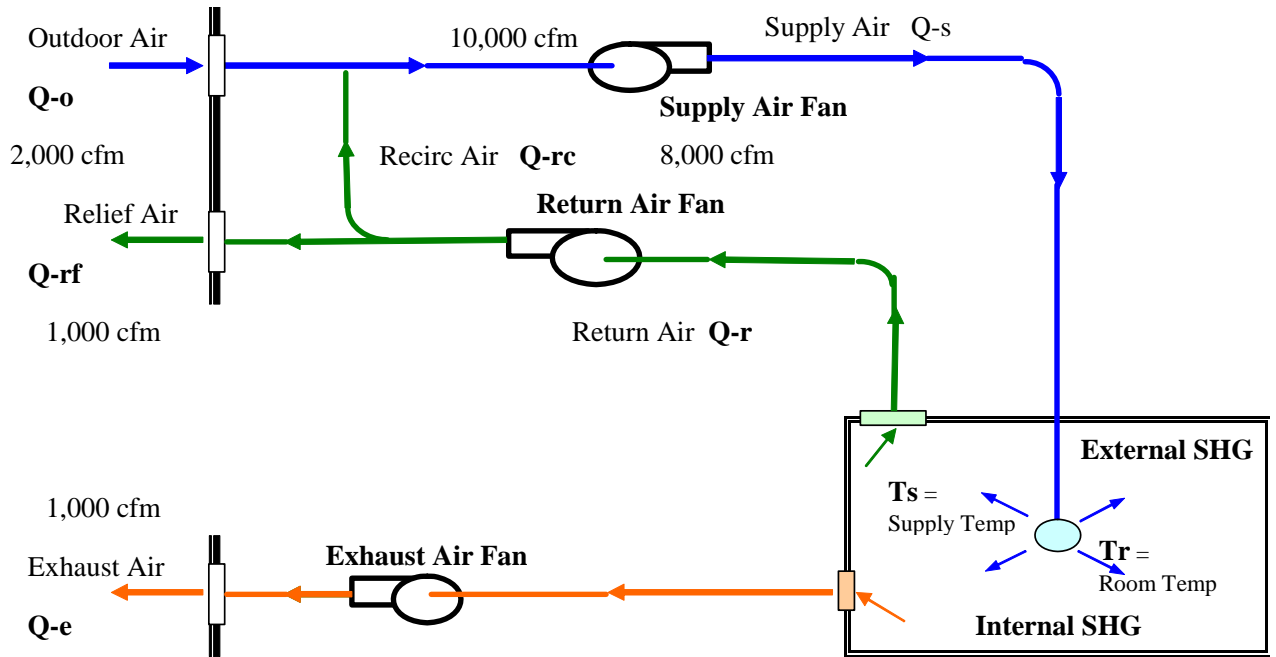 Outdoor Air
10,000 cfm
Supply Air Q-s
Q-o
Supply Air Fan
2,000 cfm
Recirc Air Q-rc
8,000 cfm
Relief Air
Return Air Fan
Q-rf
1,000 cfm
Return Air Q-r
External SHG
Ts =
Supply Temp
1,000 cfm
Exhaust Air Fan
Tr =
Room Temp
Exhaust Air
Q-e
Internal SHG